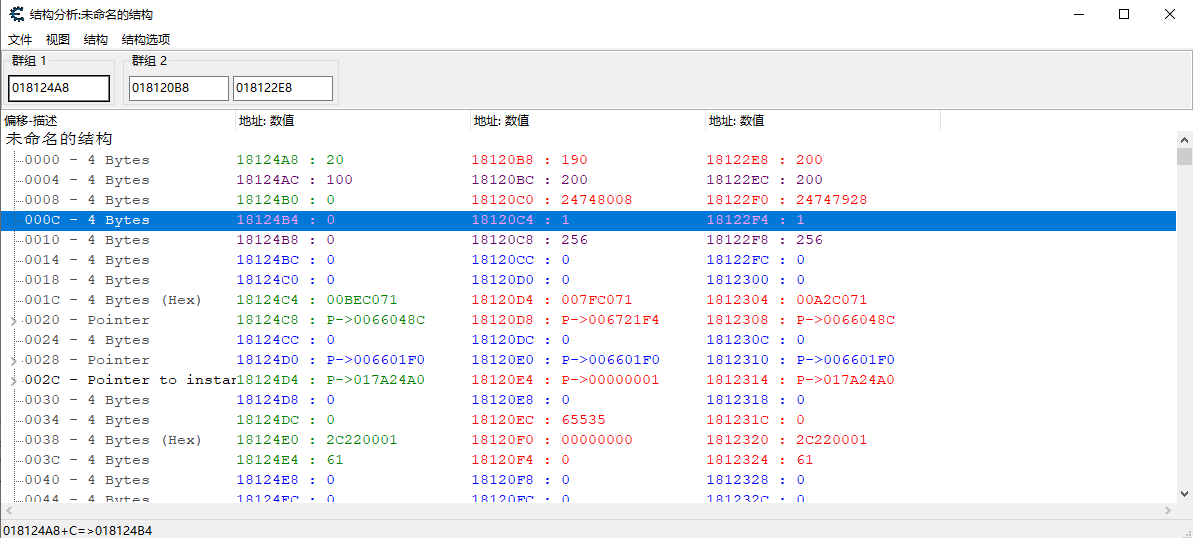 结构分析:未命名的结构
文件 视图 结构 结构选项
群组 1 群组 2
018124A8 018120B8 018122E8
偏移-描述 地址: 数值 地址: 数值 地址: 数值
未命名的结构
0000 - 4 Bytes 18124A8 : 20 18120B8 : 190 18122E8 : 200
0004 - 4 Bytes 18124AC : 100 18120BC : 200 18122EC : 200
0008 - 4 Bytes 18124B0 : 0 18120C0 : 24748008 18122F0 : 24747928
000C - 4 Bytes 18124B4 : 0 18120C4 : 1 18122F4 : 1
0010 - 4 Bytes 18124B8 : 0 18120C8 : 256 18122F8 : 256
0014 - 4 Bytes 18124BC : 0 18120CC : 0 18122FC : 0
0018 - 4 Bytes 18124C0 : 0 18120D0 : 0 1812300 : 0
001C - 4 Bytes (Hex) 18124C4 : 00BEC071 18120D4 : 007FC071 1812304 : 00A2C071
0020 - Pointer 18124C8 : P->0066048C 18120D8 : P->006721F4 1812308 : P->0066048C
0024 - 4 Bytes 18124CC : 0 18120DC : 0 181230C : 0
0028 - Pointer 18124D0 : P->006601F0 18120E0 : P->006601F0 1812310 : P->006601F0
002C - Pointer to instan 18124D4 : P->017A24A0 18120E4 : P->00000001 1812314 : P->017A24A0
0030 - 4 Bytes 18124D8 : 0 18120E8 : 0 1812318 : 0
0034 - 4 Bytes 18124DC : 0 18120EC : 65535 181231C : 0
0038 - 4 Bytes (Hex) 18124E0 : 2C220001 18120F0 : 00000000 1812320 : 2C220001
003C - 4 Bytes 18124E4 : 61 18120F4 : 0 1812324 : 61
0040 - 4 Bytes 18124E8 : 0 18120F8 : 0 1812328 : 0
0044 - 4 Bytes 18124EC : 0 18120FC : 0 181232C : 0
018124A8+C=>018124B4